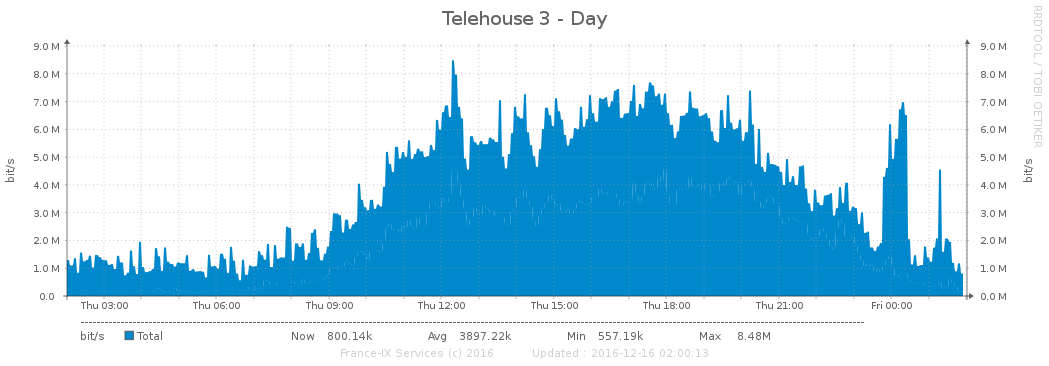 Telehouse 3 - Day
RRDTOOL / TOBI OETIKER
9.0 M 9.0 M
8.0 M 8.0 M
7.0 M 7.0 M
6.0 M 6.0 M
5.0 M 5.0 M
4.0 M 4.0 M
3.0 M 3.0 M
2.0 M 2.0 M
1.0 M 1.0 M
0.0 0.0 M
bit/s
bit/s
Thu 03:00 Thu 06:00 Thu 09:00 Thu 12:00 Thu 15:00 Thu 18:00 Thu 21:00 Fri 00:00
bit/s Total Now 800.14k Avg 3897.22k Min 557.19k Max 8.48M
France-IX Services (c) 2016 Updated : 2016-12-16 02:00:13